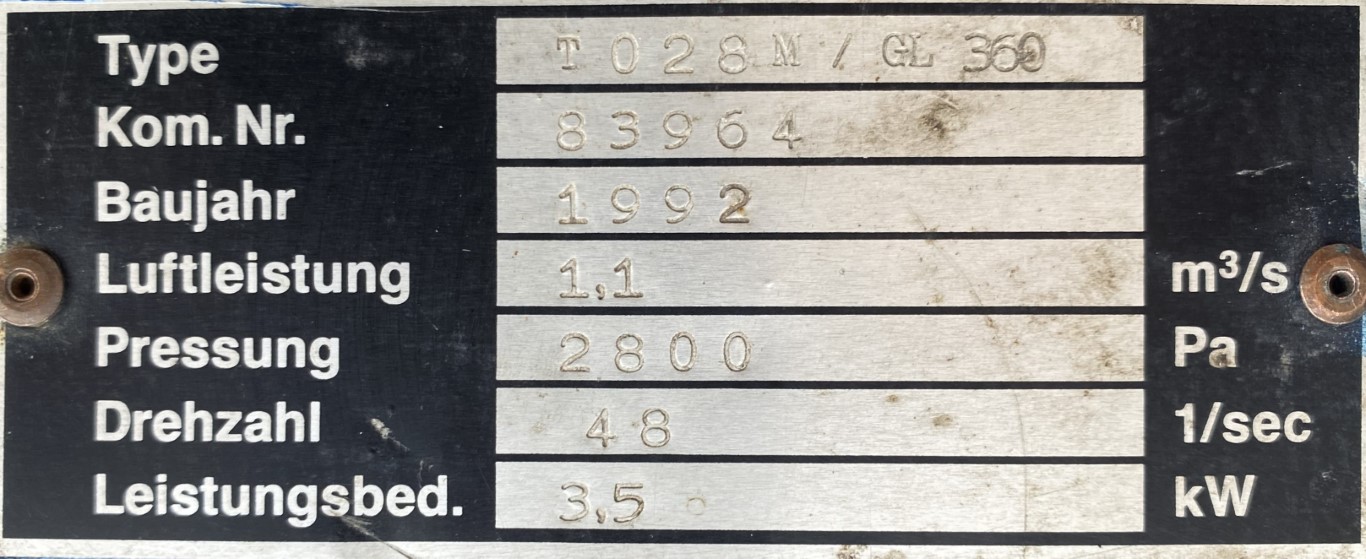 Type T028M / GL 360
Kom. Nr. 83964
Baujahr 1992
Luftleistung 1,1 m³/s
Pressung 2800 Pa
Drehzahl 48 1/sec
Leistungsbed. 3,5 kW